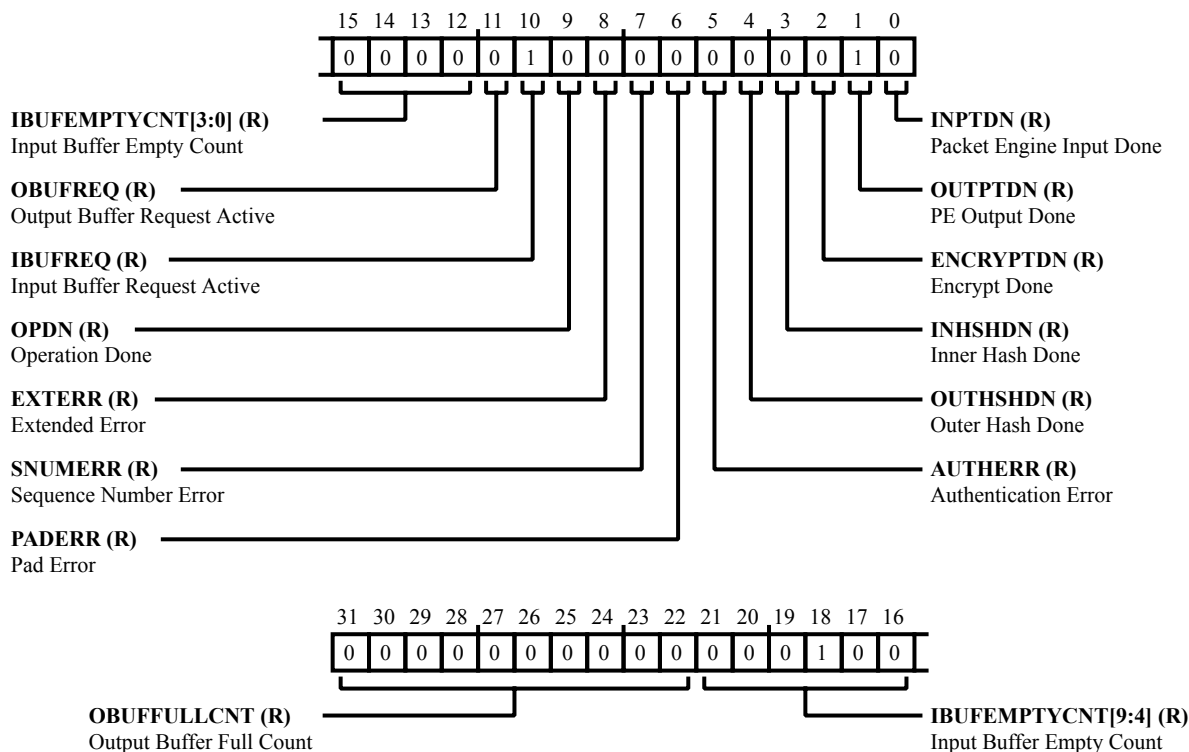 15 14 13 12 11 10 9 8 7 6 5 4 3 2 1 0
0 0 0 0 0 1 0 0 0 0 0 0 0 0 1 0
IBUFEMPTYCNT[3:0] (R)
Input Buffer Empty Count
OBUFREQ (R)
Output Buffer Request Active
IBUFREQ (R)
Input Buffer Request Active
OPDN (R)
Operation Done
EXTERR (R)
Extended Error
SNUMERR (R)
Sequence Number Error
PADERR (R)
Pad Error
INPTDN (R)
Packet Engine Input Done
OUTPTDN (R)
PE Output Done
ENCRYPTDN (R)
Encrypt Done
INHSHDN (R)
Inner Hash Done
OUTHSHDN (R)
Outer Hash Done
AUTHERR (R)
Authentication Error
31 30 29 28 27 26 25 24 23 22 21 20 19 18 17 16
0 0 0 0 0 0 0 0 0 0 0 0 0 1 0 0
OBUFFULLCNT (R)
Output Buffer Full Count
IBUFEMPTYCNT[9:4] (R)
Input Buffer Empty Count